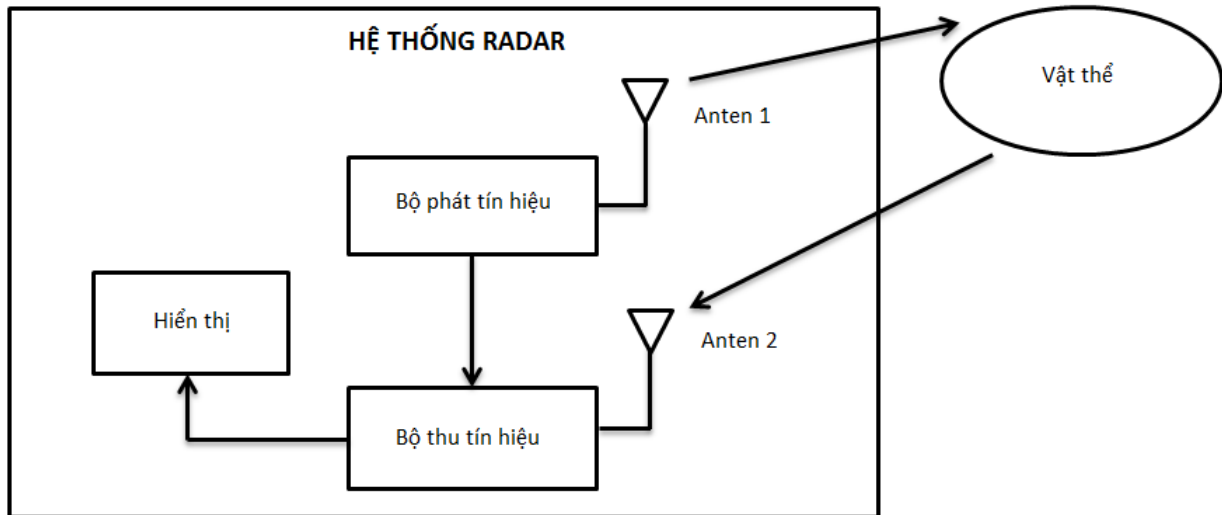 HỆ THỐNG RADAR
Vật thể
Anten 1
Bộ phát tín hiệu
Hiển thị
Anten 2
Bộ thu tín hiệu